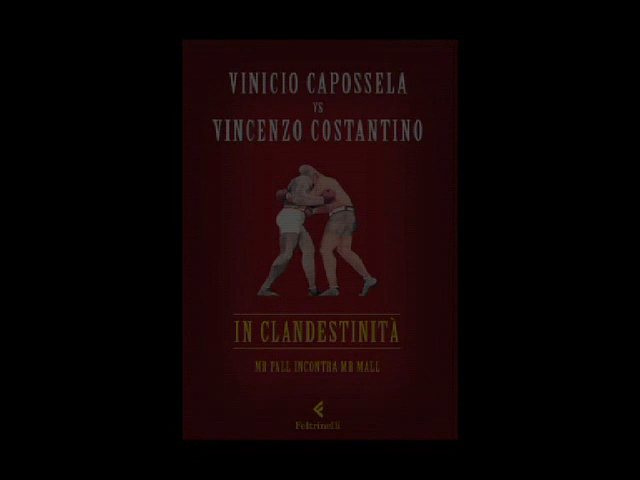 VINICIO CAPOSSELA
VS
VINCENZO COSTANTINO
IN CLANDESTINITÀ
MR PALL INCONTRA MR MALL
Feltrinelli